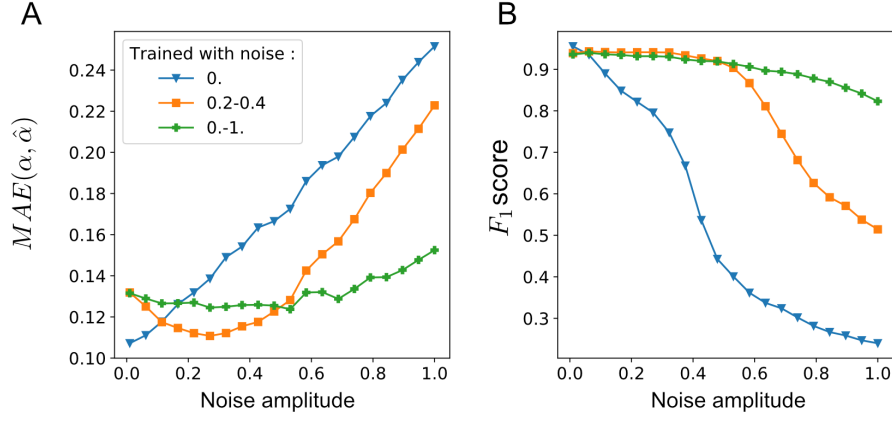 A
B
Trained with noise :
0.
0.2-0.4
0.-1.
MAE(α, α̂)
0.24
0.22
0.20
0.18
0.16
0.14
0.12
0.10
0.0 0.2 0.4 0.6 0.8 1.0
Noise amplitude
F₁ score
0.9
0.8
0.7
0.6
0.5
0.4
0.3
0.0 0.2 0.4 0.6 0.8 1.0
Noise amplitude